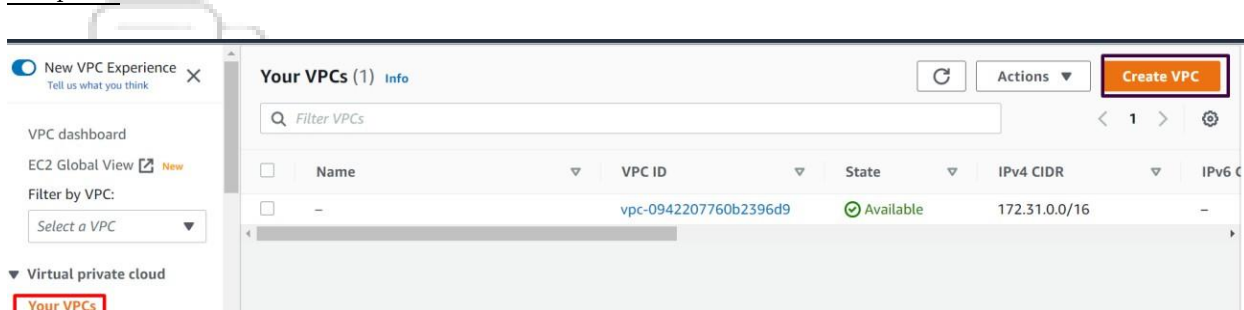 New VPC Experience
Tell us what you think
VPC dashboard
EC2 Global View New
Filter by VPC:
Select a VPC
Virtual private cloud
Your VPCs
Your VPCs (1) Info
Actions
Create VPC
Filter VPCs
1
Name VPC ID State IPv4 CIDR IPv6
– vpc-0942207760b2396d9 Available 172.31.0.0/16 –